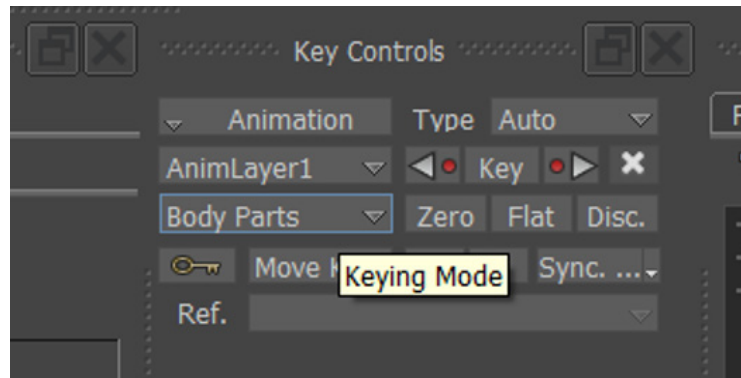 Key Controls
Animation Type Auto
AnimLayer1 Key
Body Parts Zero Flat Disc.
Move Sync. ...
Keying Mode
Ref.